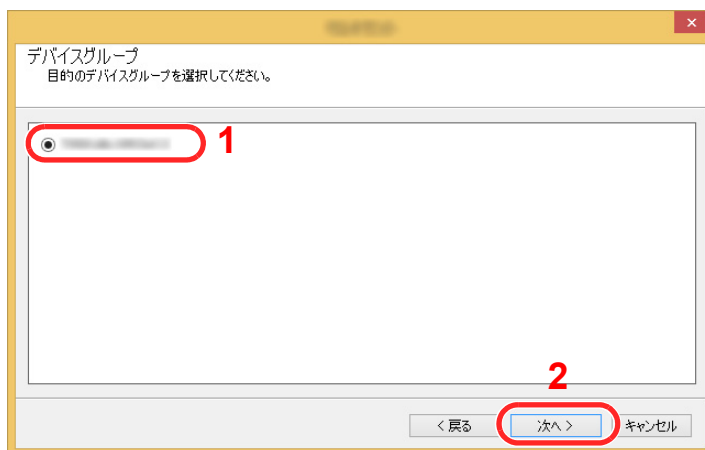 デバイスグループ
目的のデバイスグループを選択してください。
1
2
< 戻る 次へ > キャンセル